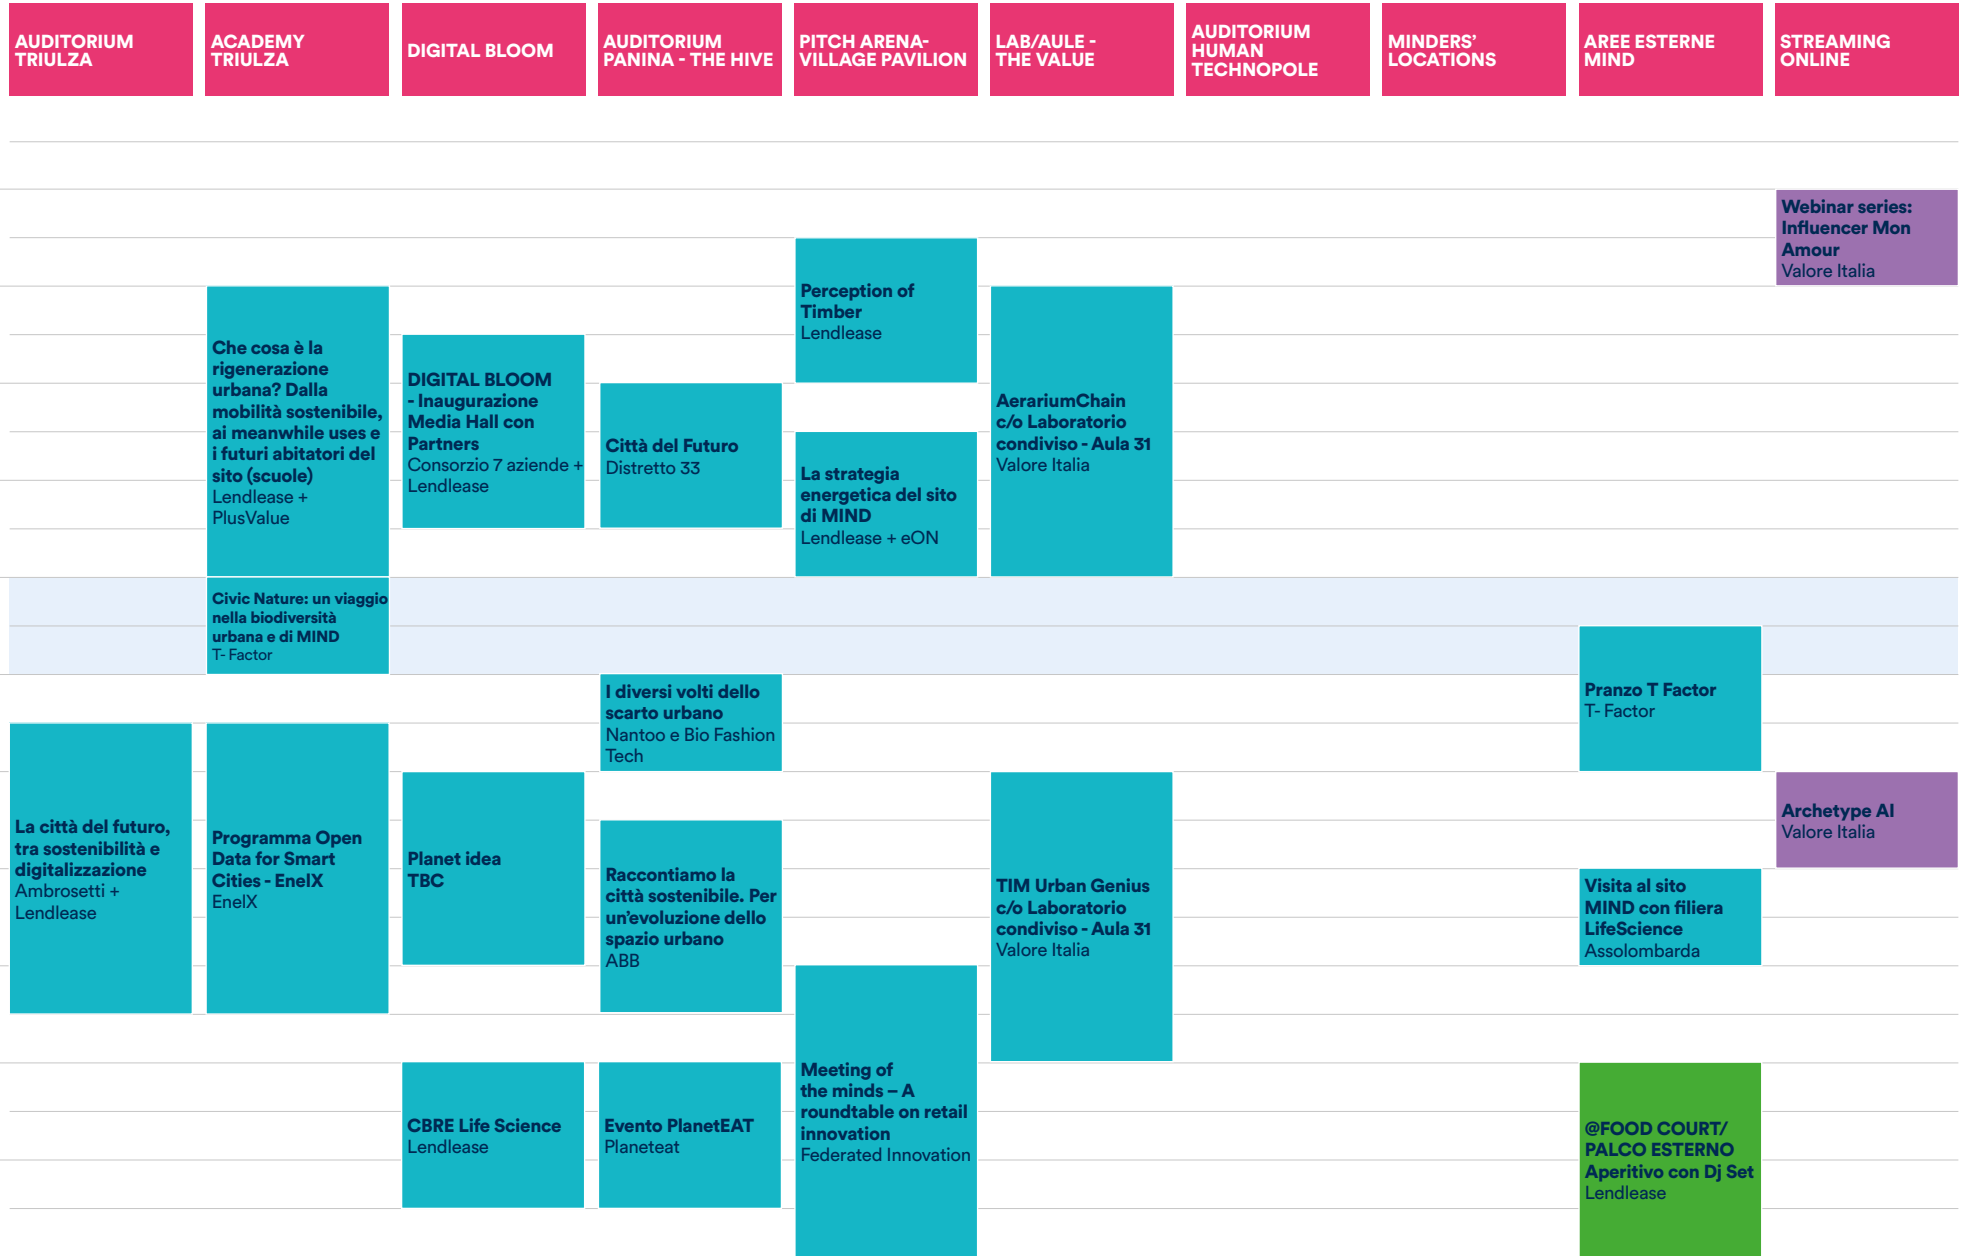 AUDITORIUM
TRIULZA
ACADEMY
TRIULZA
DIGITAL BLOOM
AUDITORIUM
PANINA - THE HIVE
PITCH ARENA-
VILLAGE PAVILION
LAB/AULE -
THE VALUE
AUDITORIUM
HUMAN
TECHNOPOLE
MINDERS’
LOCATIONS
AREE ESTERNE
MIND
STREAMING
ONLINE
La città del futuro,
tra sostenibilità e
digitalizzazione
Ambrosetti +
Lendlease
Che cosa è la
rigenerazione
urbana? Dalla
mobilità sostenibile,
ai meanwhile uses e
i futuri abitatori del
sito (scuole)
Lendlease +
PlusValue
Civic Nature: un viaggio
nella biodiversità
urbana e di MIND
T- Factor
Programma Open
Data for Smart
Cities - EnelX
EnelX
DIGITAL BLOOM
- Inaugurazione
Media Hall con
Partners
Consorzio 7 aziende +
Lendlease
Planet idea
TBC
CBRE Life Science
Lendlease
Città del Futuro
Distretto 33
I diversi volti dello
scarto urbano
Nantoo e Bio Fashion
Tech
Raccontiamo la
città sostenibile. Per
un’evoluzione dello
spazio urbano
ABB
Evento PlanetEAT
Planeteat
Perception of
Timber
Lendlease
La strategia
energetica del sito
di MIND
Lendlease + eON
Meeting of
the minds – A
roundtable on retail
innovation
Federated Innovation
AerariumChain
c/o Laboratorio
condiviso - Aula 31
Valore Italia
TIM Urban Genius
c/o Laboratorio
condiviso - Aula 31
Valore Italia
Pranzo T Factor
T- Factor
Visita al sito
MIND con filiera
LifeScience
Assolombarda
@FOOD COURT/
PALCO ESTERNO
Aperitivo con Dj Set
Lendlease
Webinar series:
Influencer Mon
Amour
Valore Italia
Archetype AI
Valore Italia